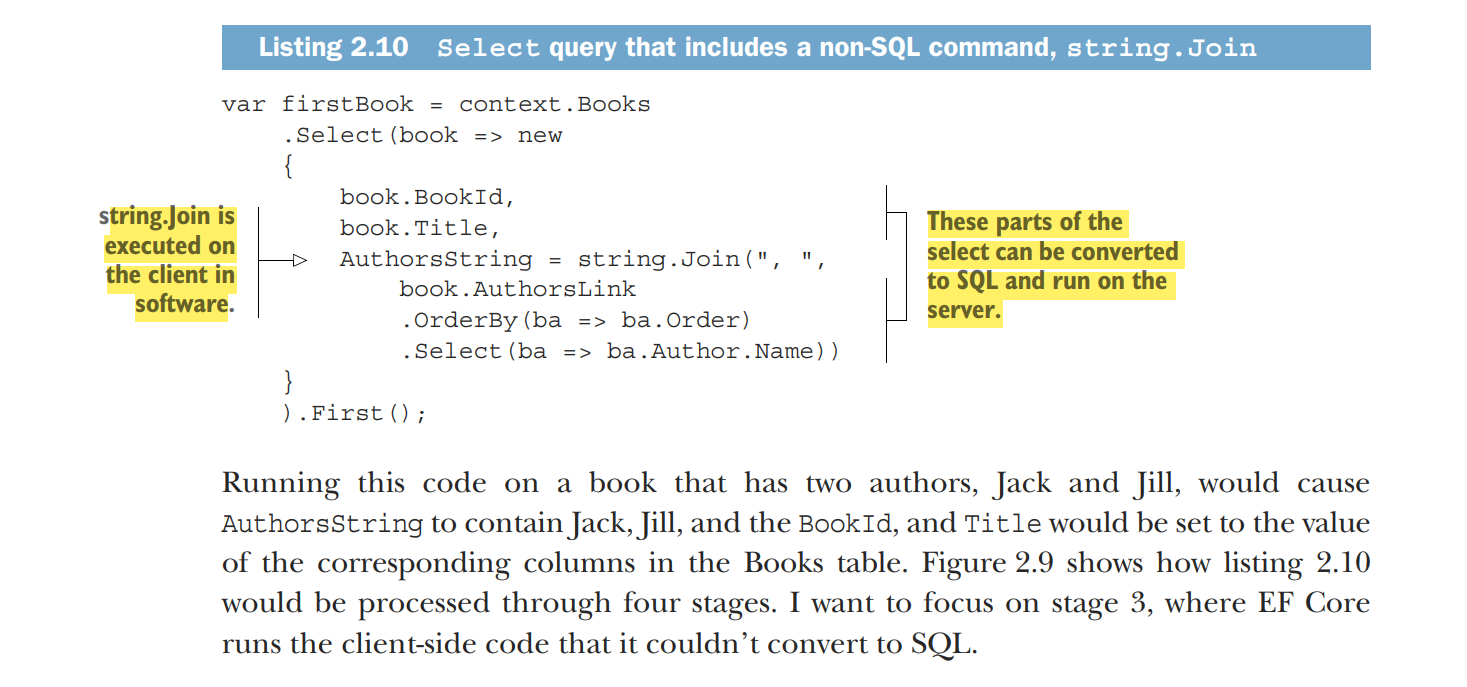 Listing 2.10 Select query that includes a non-SQL command, string.Join
var firstBook = context.Books
.Select(book => new
{
book.BookId,
book.Title,
AuthorsString = string.Join(", ",
book.AuthorsLink
.OrderBy(ba => ba.Order)
.Select(ba => ba.Author.Name))
}
).First();
string.Join is
executed on
the client in
software.
These parts of the
select can be converted
to SQL and run on the
server.
Running this code on a book that has two authors, Jack and Jill, would cause
AuthorsString to contain Jack, Jill, and the BookId, and Title would be set to the value
of the corresponding columns in the Books table. Figure 2.9 shows how listing 2.10
would be processed through four stages. I want to focus on stage 3, where EF Core
runs the client-side code that it couldn't convert to SQL.